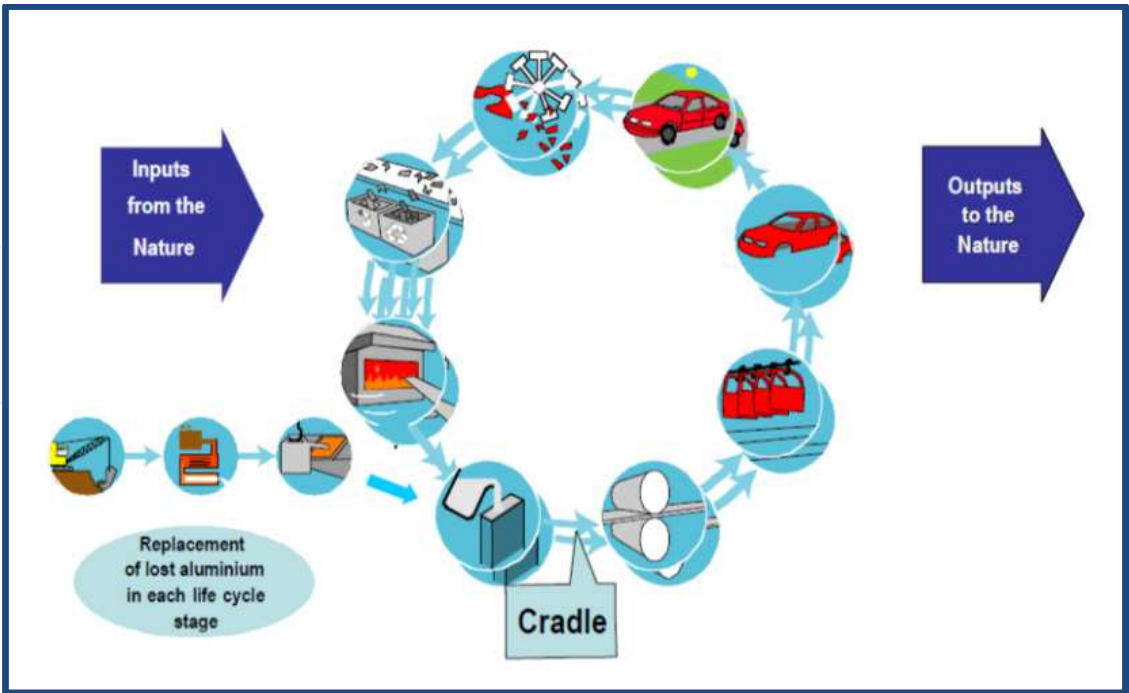 Inputs
from the
Nature
Outputs
to the
Nature
Replacement
of lost aluminium
in each life cycle
stage
Cradle